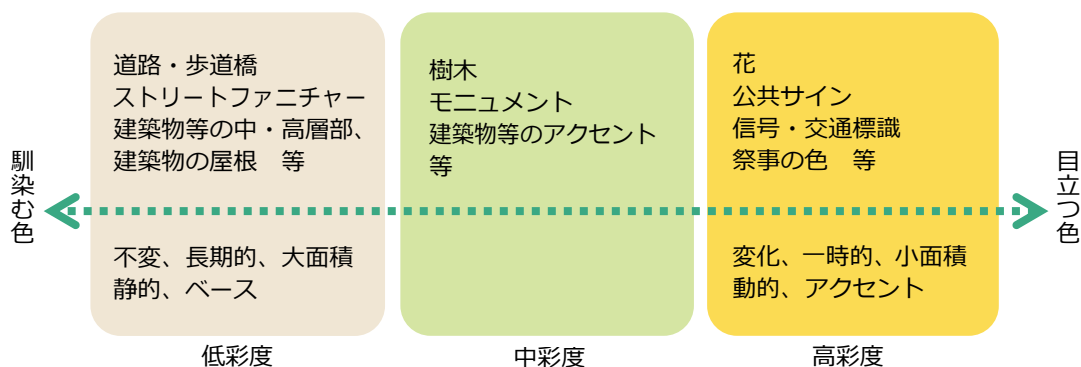 馴染む色
道路・歩道橋
ストリートファニチャー
建築物等の中・高層部、
建築物の屋根　等
不変、長期的、大面積
静的、ベース
低彩度
樹木
モニュメント
建築物等のアクセント
等
中彩度
花
公共サイン
信号・交通標識
祭事の色　等
変化、一時的、小面積
動的、アクセント
高彩度
目立つ色